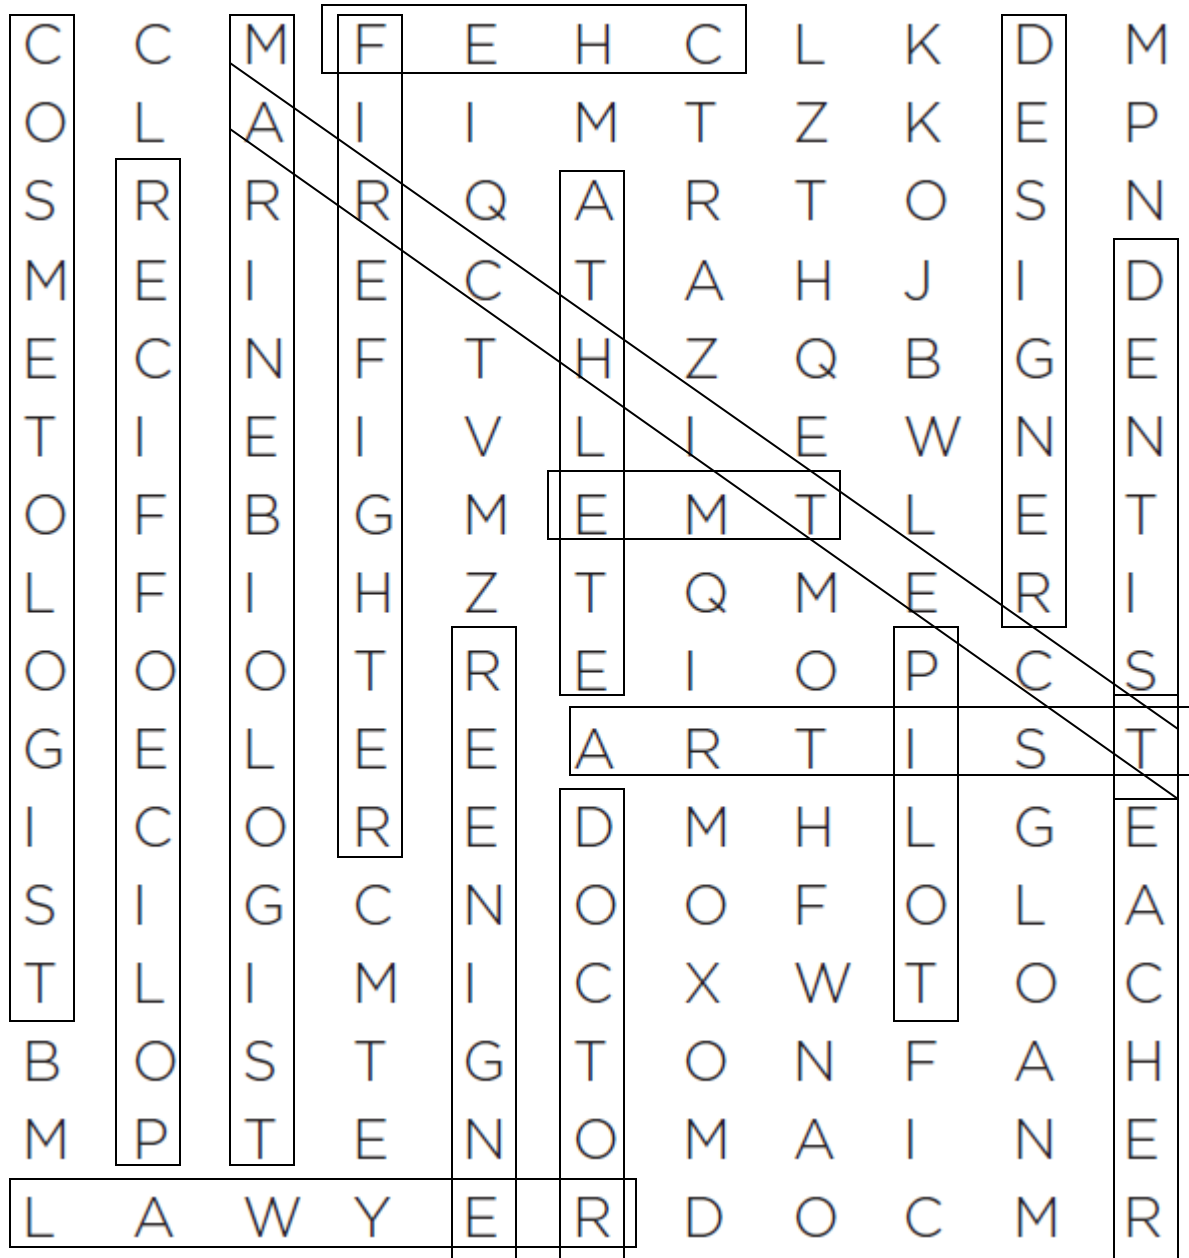 C C M F E H C L K D M
O L A I I M T Z K E P
S R R R Q A R T O S N
M E I E C T A H J I D
E C N F T H Z Q B G E
T I E I V L I E W N N
O F B G M E M T L E T
L F I H Z T Q M E R I
O O O T R E I O P C S
G E L E E A R T I S T
I C O R E D M H L G E
S I G C N O O F O L A
T L I M I C X W T O C
B O S T G T O N F A H
M P T E N O M A I N E
L A W Y E R D O C M R